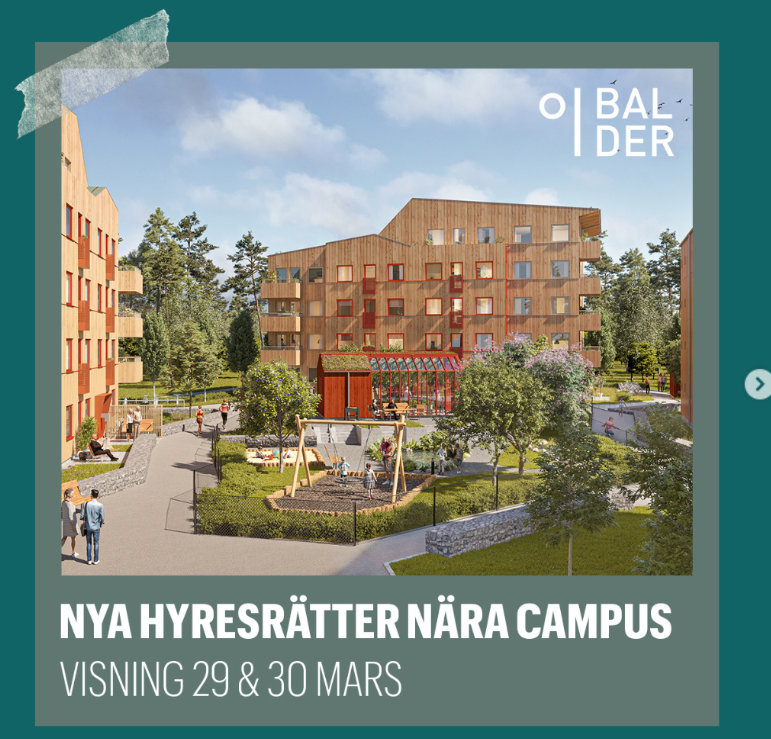 BAL
DER
NYA HYRESRÄTTER NÄRA CAMPUS
VISNING 29 & 30 MARS